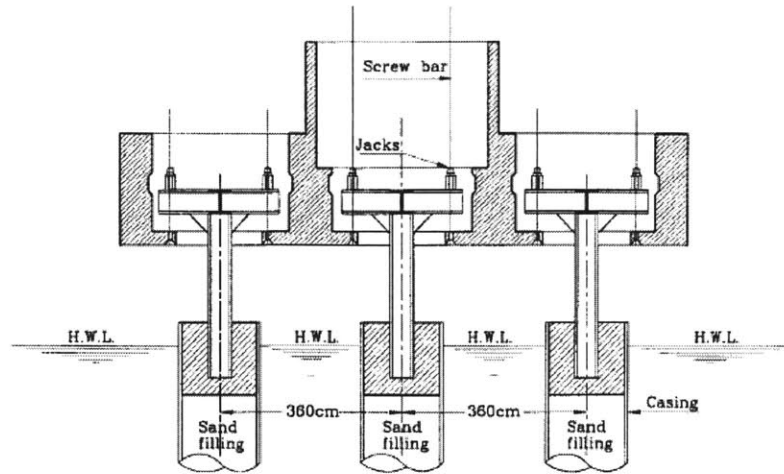 Screw bar
Jacks
H.W.L. H.W.L. H.W.L. H.W.L.
360cm 360cm
Casing
Sand filling
Sand filling
Sand filling